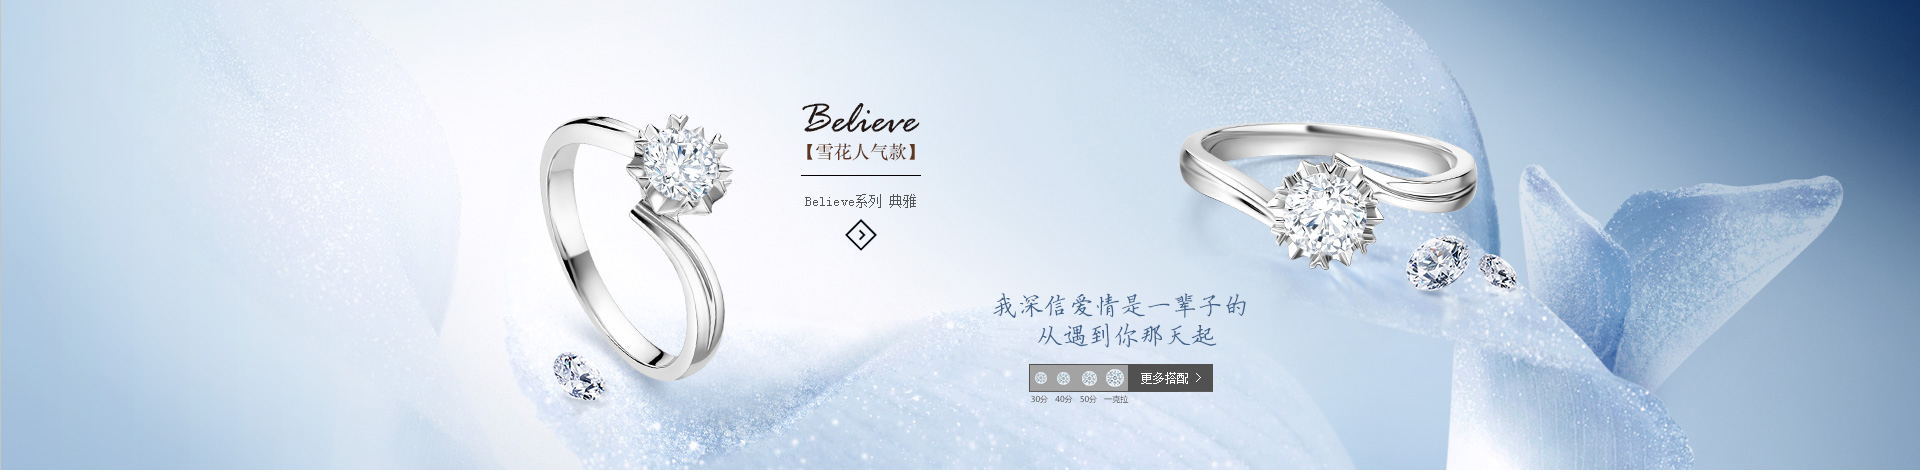 Believe
【雪花人气款】
Believe系列 典雅
我深信爱情是一辈子的
从遇到你那天起
更多搭配
30分 40分 50分 一克拉